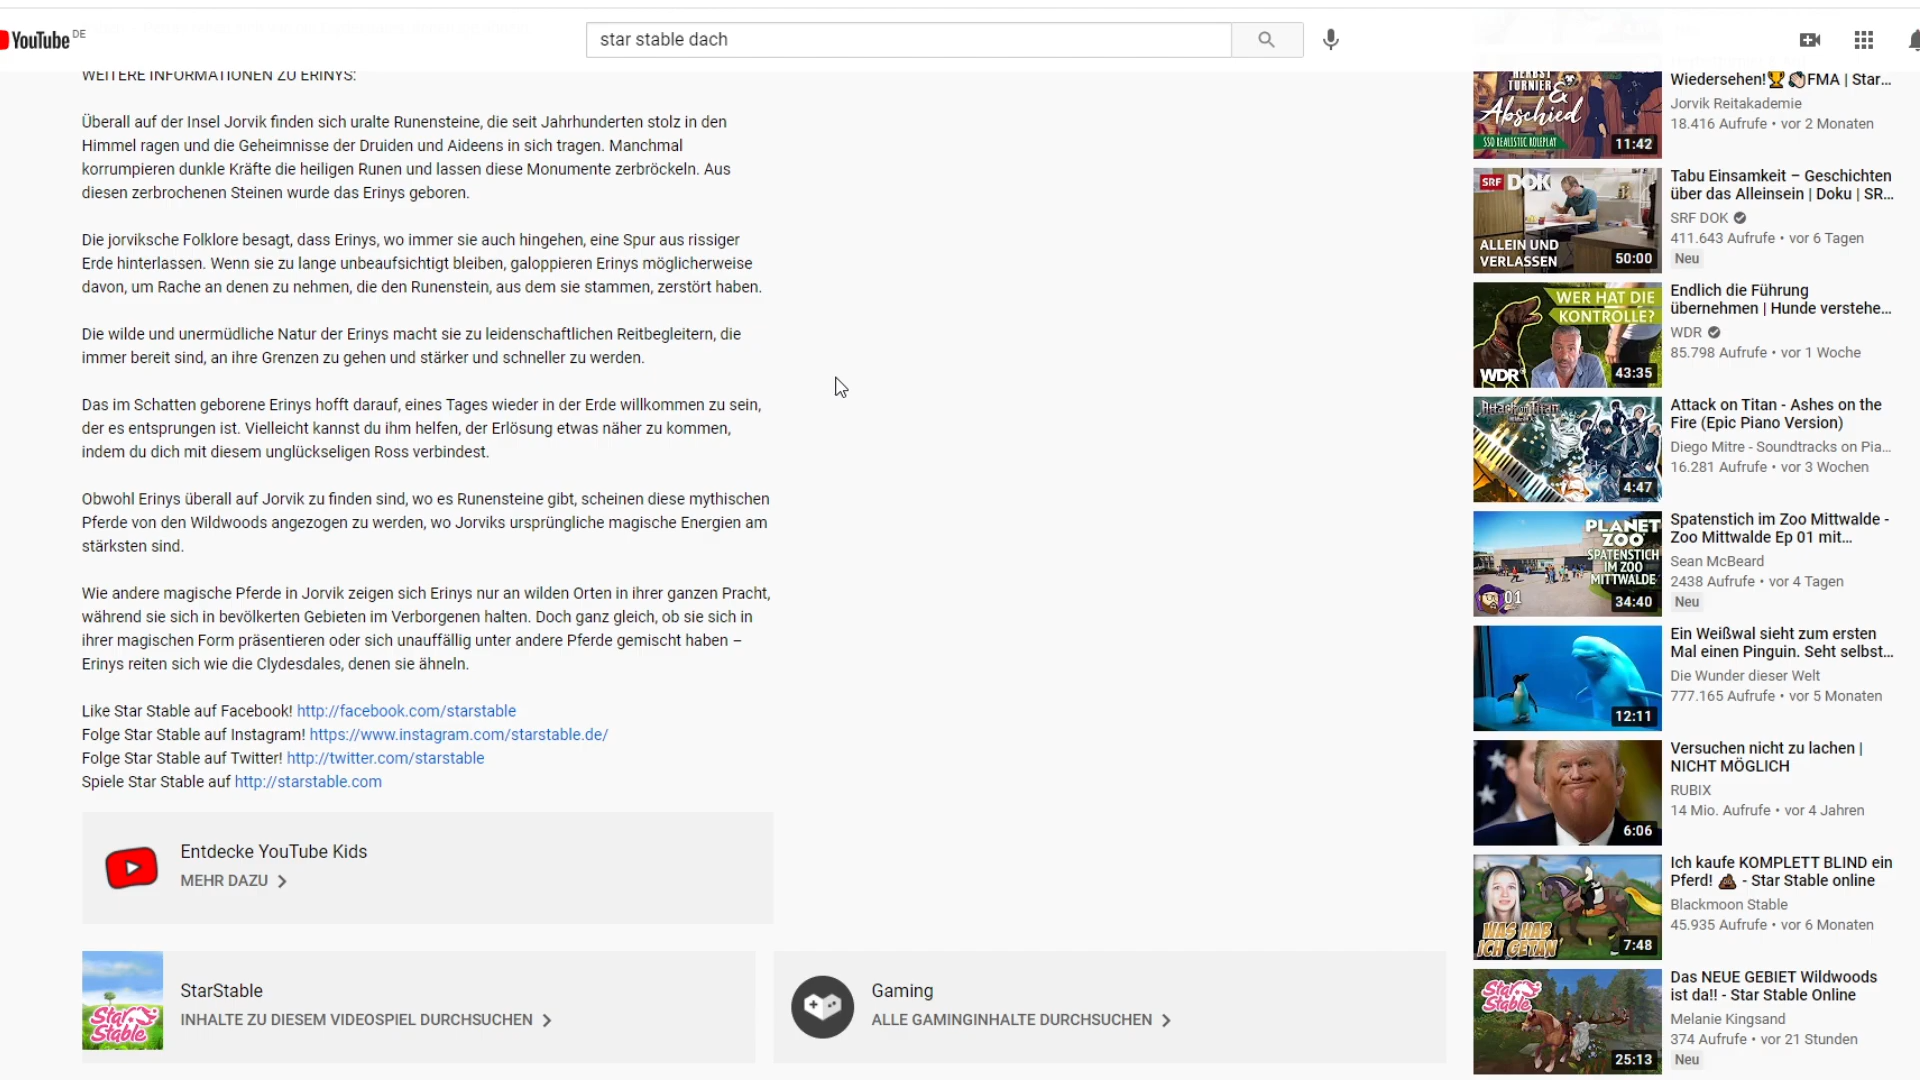 YouTube DE
star stable dach
WEITERE INFORMATIONEN ZU ERINYS:
Überall auf der Insel Jorvik finden sich uralte Runensteine, die seit Jahrhunderten stolz in den
Himmel ragen und die Geheimnisse der Druiden und Aideens in sich tragen. Manchmal
korrumpieren dunkle Kräfte die heiligen Runen und lassen diese Monumente zerbröckeln. Aus
diesen zerbrochenen Steinen wurde das Erinys geboren.
Die jorviksche Folklore besagt, dass Erinys, wo immer sie auch hingehen, eine Spur aus rissiger
Erde hinterlassen. Wenn sie zu lange unbeaufsichtigt bleiben, galoppieren Erinys möglicherweise
davon, um Rache an denen zu nehmen, die den Runenstein, aus dem sie stammen, zerstört haben.
Die wilde und unermüdliche Natur der Erinys macht sie zu leidenschaftlichen Reitbegleitern, die
immer bereit sind, an ihre Grenzen zu gehen und stärker und schneller zu werden.
Das im Schatten geborene Erinys hofft darauf, eines Tages wieder in der Erde willkommen zu sein,
der es entsprungen ist. Vielleicht kannst du ihm helfen, der Erlösung etwas näher zu kommen,
indem du dich mit diesem unglückseligen Ross verbindest.
Obwohl Erinys überall auf Jorvik zu finden sind, wo es Runensteine gibt, scheinen diese mythischen
Pferde von den Wildwoods angezogen zu werden, wo Jorviks ursprüngliche magische Energien am
stärksten sind.
Wie andere magische Pferde in Jorvik zeigen sich Erinys nur an wilden Orten in ihrer ganzen Pracht,
während sie sich in bevölkerten Gebieten im Verborgenen halten. Doch ganz gleich, ob sie sich in
ihrer magischen Form präsentieren oder sich unauffällig unter andere Pferde gemischt haben –
Erinys reiten sich wie die Clydesdales, denen sie ähneln.
Like Star Stable auf Facebook! http://facebook.com/starstable
Folge Star Stable auf Instagram! https://www.instagram.com/starstable.de/
Folge Star Stable auf Twitter! http://twitter.com/starstable
Spiele Star Stable auf http://starstable.com
Entdecke YouTube Kids
MEHR DAZU
Star Stable
StarStable
INHALTE ZU DIESEM VIDEOSPIEL DURCHSUCHEN
Gaming
ALLE GAMINGINHALTE DURCHSUCHEN
HERBST
TURNIER
&
Abschied
SSO REALISTIC ROLEPLAY
11:42
Wiedersehen!🏆👏🏻FMA | Star...
Jorvik Reitakademie
18.416 Aufrufe • vor 2 Monaten
SRF DOK
ALLEIN UND
VERLASSEN
50:00
Tabu Einsamkeit – Geschichten
über das Alleinsein | Doku | SR...
SRF DOK
411.643 Aufrufe • vor 6 Tagen
Neu
WER HAT DIE
KONTROLLE?
WDR
43:35
Endlich die Führung
übernehmen | Hunde verstehe...
WDR
85.798 Aufrufe • vor 1 Woche
Attack on Titan
4:47
Attack on Titan - Ashes on the
Fire (Epic Piano Version)
Diego Mitre - Soundtracks on Pia...
16.281 Aufrufe • vor 3 Wochen
PLANET
ZOO
SPATENSTICH
IM ZOO
MITTWALDE
01
34:40
Spatenstich im Zoo Mittwalde -
Zoo Mittwalde Ep 01 mit...
Sean McBeard
2438 Aufrufe • vor 4 Tagen
Neu
12:11
Ein Weißwal sieht zum ersten
Mal einen Pinguin. Seht selbst...
Die Wunder dieser Welt
777.165 Aufrufe • vor 5 Monaten
6:06
Versuchen nicht zu lachen |
NICHT MÖGLICH
RUBIX
14 Mio. Aufrufe • vor 4 Jahren
WAS HAB
ICH GETAN
7:48
Ich kaufe KOMPLETT BLIND ein
Pferd! 💩 - Star Stable online
Blackmoon Stable
45.935 Aufrufe • vor 6 Monaten
Star Stable
25:13
Das NEUE GEBIET Wildwoods
ist da!! - Star Stable Online
Melanie Kingsand
374 Aufrufe • vor 21 Stunden
Neu